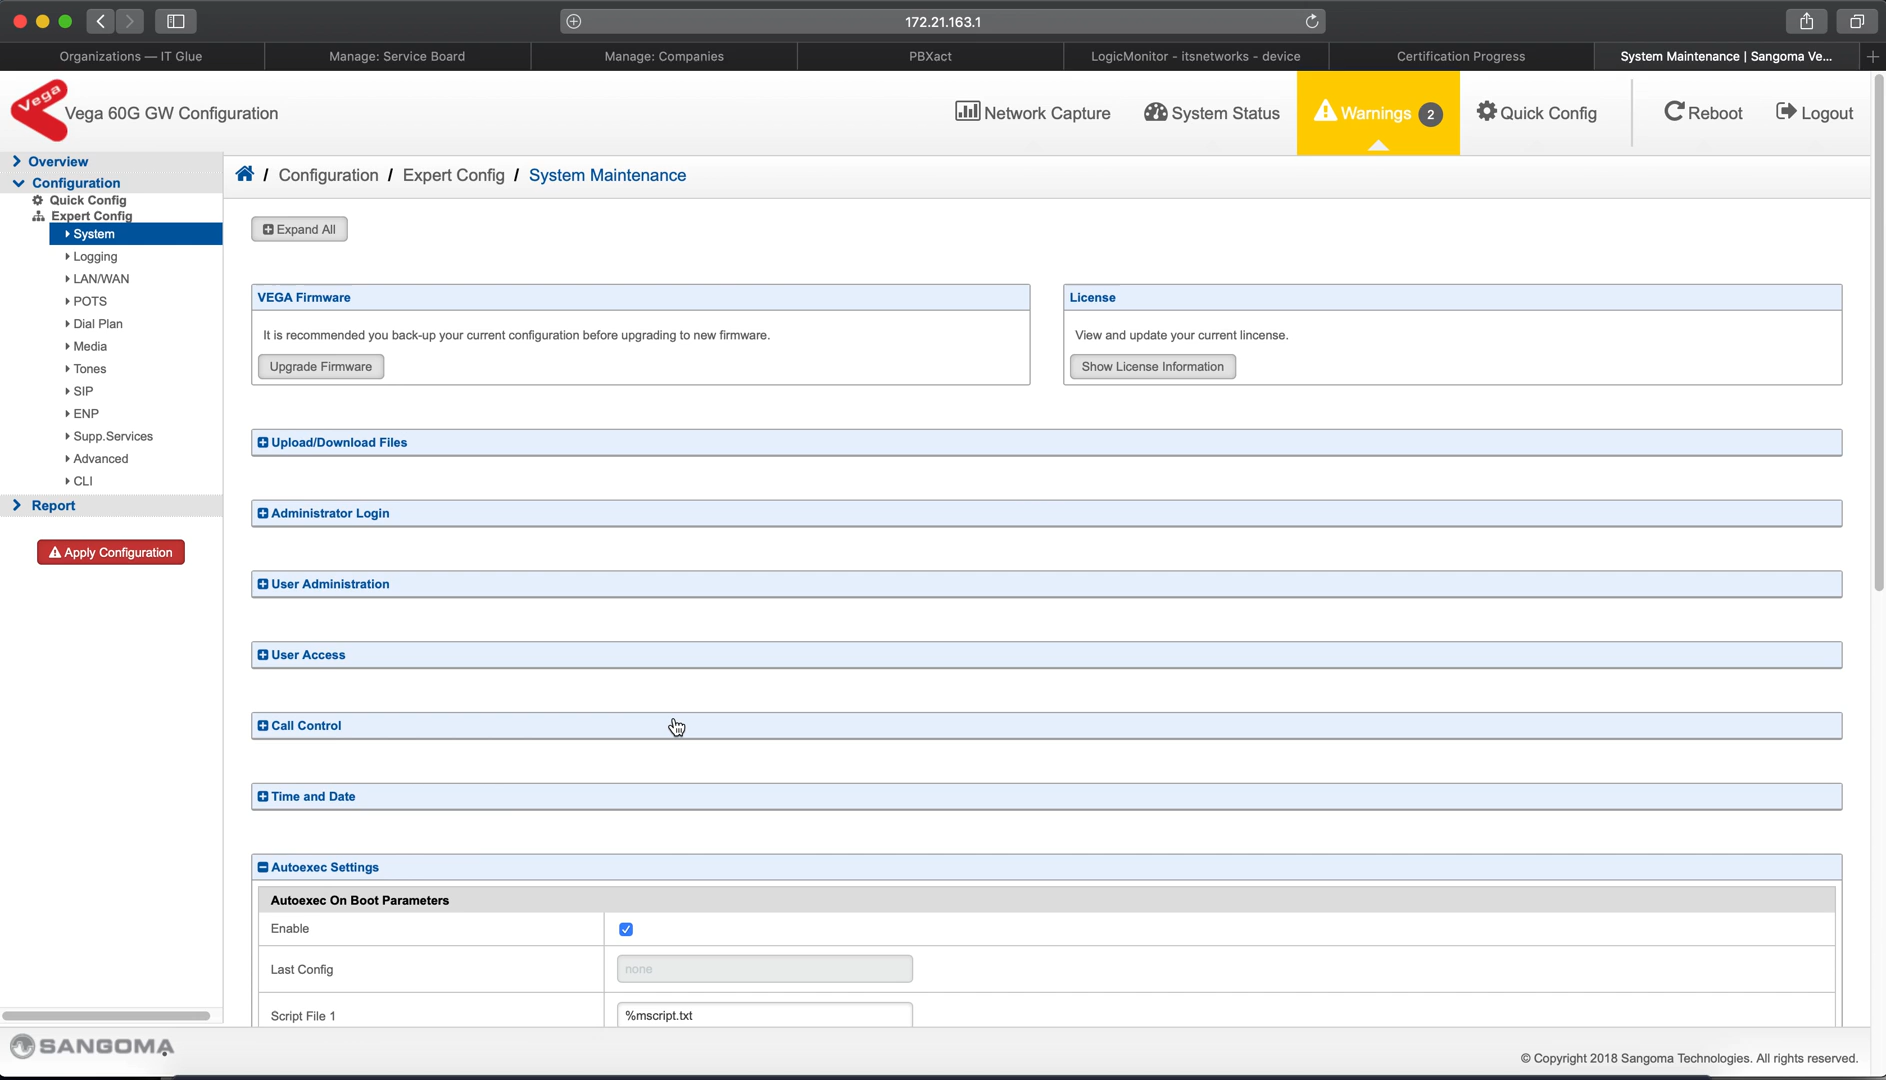 172.21.163.1
Organizations — IT Glue
Manage: Service Board
Manage: Companies
PBXact
LogicMonitor - itsnetworks - device
Certification Progress
System Maintenance | Sangoma Ve...
Vega
Vega 60G GW Configuration
Network Capture
System Status
Warnings 2
Quick Config
Reboot
Logout
Overview
Configuration
Quick Config
Expert Config
System
Logging
LAN/WAN
POTS
Dial Plan
Media
Tones
SIP
ENP
Supp.Services
Advanced
CLI
Report
Apply Configuration
/ Configuration / Expert Config / System Maintenance
Expand All
VEGA Firmware
It is recommended you back-up your current configuration before upgrading to new firmware.
Upgrade Firmware
License
View and update your current lincense.
Show License Information
Upload/Download Files
Administrator Login
User Administration
User Access
Call Control
Time and Date
Autoexec Settings
Autoexec On Boot Parameters
Enable
Last Config
none
Script File 1
%mscript.txt
SANGOMA
© Copyright 2018 Sangoma Technologies. All rights reserved.